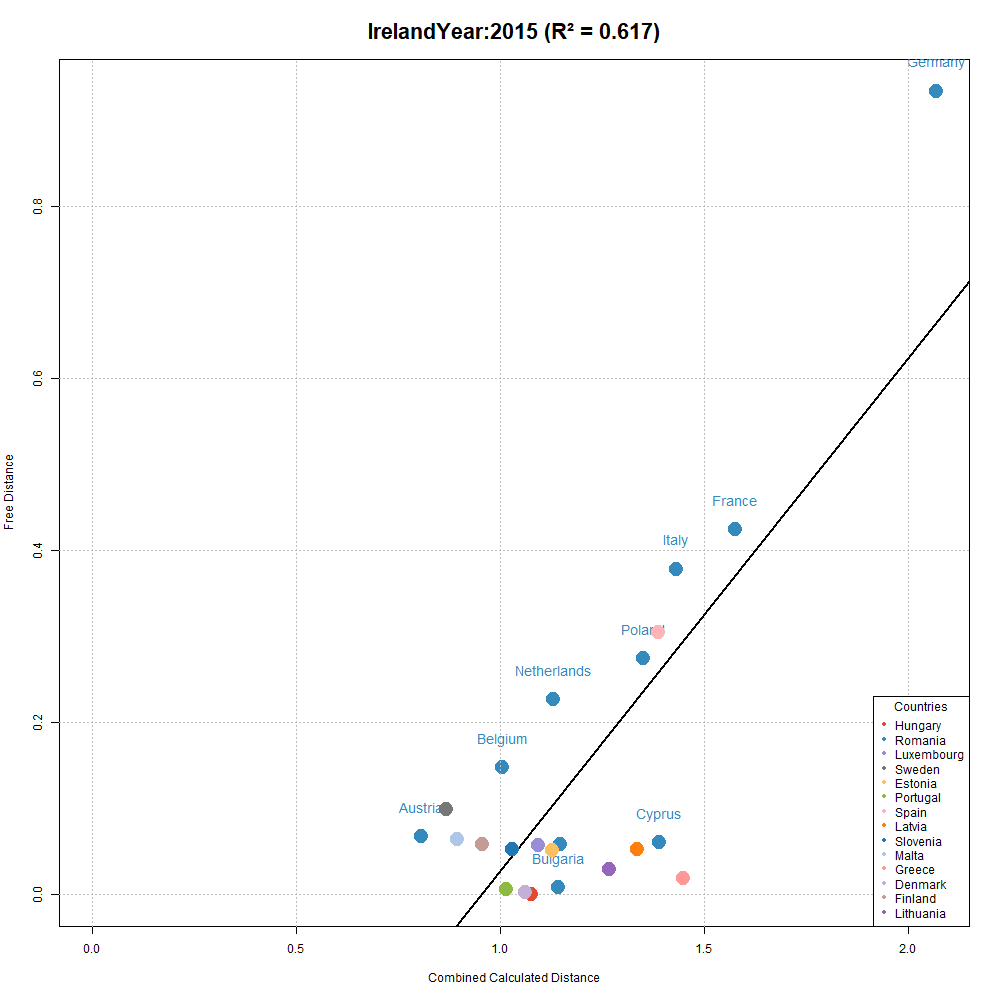 IrelandYear:2015 (R² = 0.617)
Germany
0.8
0.6
France
Free Distance
0.4
Italy
Poland
Netherlands
0.2
Belgium
Austria
Cyprus
Bulgaria
0.0
Countries
Hungary
Romania
Luxembourg
Sweden
Estonia
Portugal
Spain
Latvia
Slovenia
Malta
Greece
Denmark
Finland
Lithuania
0.0 0.5 1.0 1.5 2.0
Combined Calculated Distance